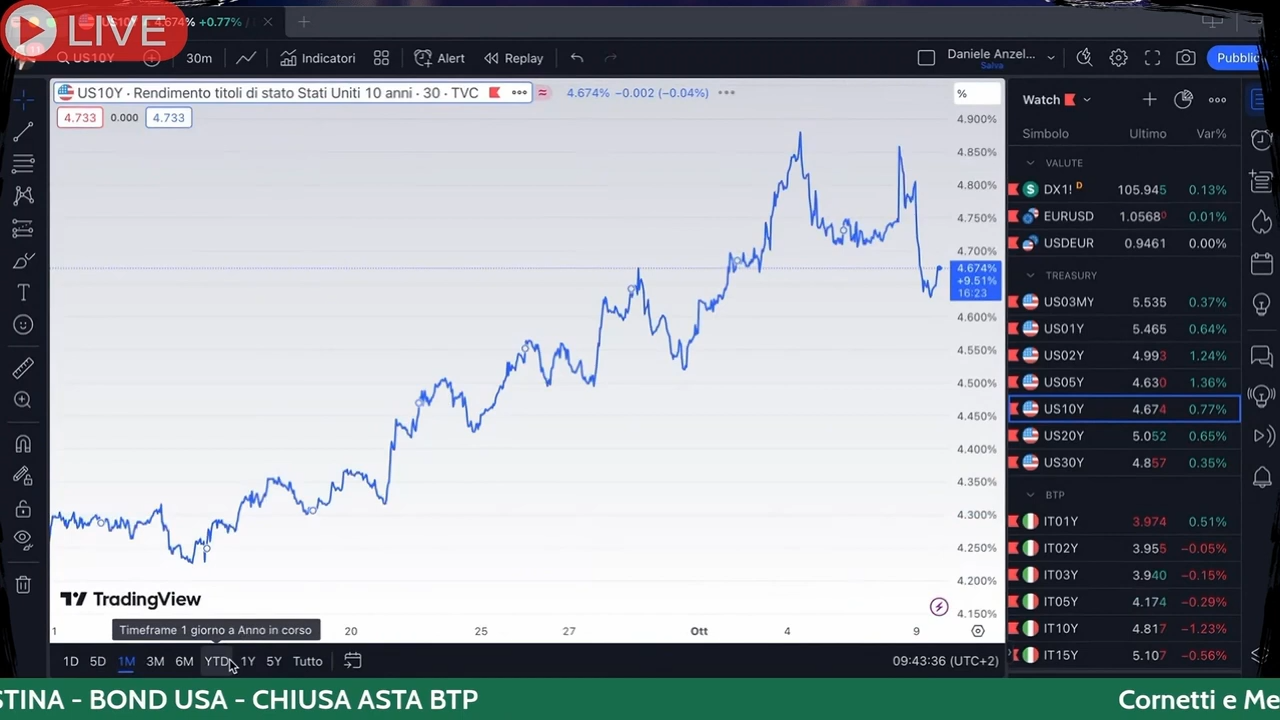 LIVE
4.674% +0.77%
US10Y
30m
Indicatori
Alert
Replay
Daniele Anzel...
Salva
Pubblic
US10Y · Rendimento titoli di stato Stati Uniti 10 anni · 30 · TVC
4.674% −0.002 (−0.04%)
4.733 0.000 4.733
%
4.900%
4.850%
4.800%
4.750%
4.700%
4.674%
+9.51%
16:23
4.600%
4.550%
4.500%
4.450%
4.400%
4.350%
4.300%
4.250%
4.200%
4.150%
TradingView
Timeframe 1 giorno a Anno in corso
1 20 25 27 Ott 4 9
1D 5D 1M 3M 6M YTD 1Y 5Y Tutto
09:43:36 (UTC+2)
Watch
Simbolo Ultimo Var%
VALUTE
DX1! D 105.945 0.13%
EURUSD 1.05680 0.01%
USDEUR 0.9461 0.00%
TREASURY
US03MY 5.535 0.37%
US01Y 5.465 0.64%
US02Y 4.993 1.24%
US05Y 4.630 1.36%
US10Y 4.674 0.77%
US20Y 5.052 0.65%
US30Y 4.857 0.35%
BTP
IT01Y 3.974 0.51%
IT02Y 3.955 −0.05%
IT03Y 3.940 −0.15%
IT05Y 4.174 −0.29%
IT10Y 4.817 −1.23%
IT15Y 5.107 −0.56%
STINA - BOND USA - CHIUSA ASTA BTP
Cornetti e Me